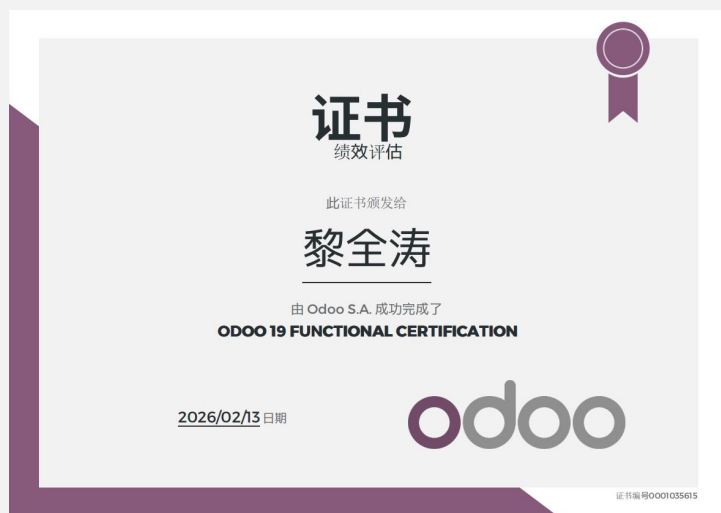 证书
绩效评估
此证书颁发给
黎全涛
由 Odoo S.A. 成功完成了
ODOO 19 FUNCTIONAL CERTIFICATION
2026/02/13 日期
odoo
证书编号0001035615